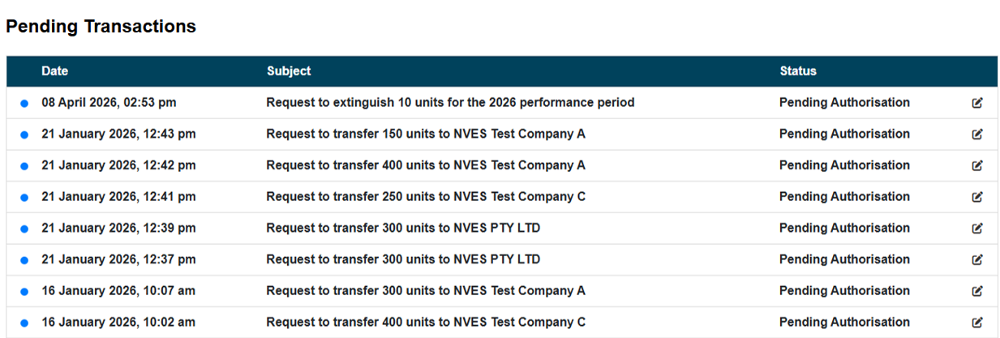 Pending Transactions
Date Subject Status
08 April 2026, 02:53 pm Request to extinguish 10 units for the 2026 performance period Pending Authorisation
21 January 2026, 12:43 pm Request to transfer 150 units to NVES Test Company A Pending Authorisation
21 January 2026, 12:42 pm Request to transfer 400 units to NVES Test Company A Pending Authorisation
21 January 2026, 12:41 pm Request to transfer 250 units to NVES Test Company C Pending Authorisation
21 January 2026, 12:39 pm Request to transfer 300 units to NVES PTY LTD Pending Authorisation
21 January 2026, 12:37 pm Request to transfer 300 units to NVES PTY LTD Pending Authorisation
16 January 2026, 10:07 am Request to transfer 300 units to NVES Test Company A Pending Authorisation
16 January 2026, 10:02 am Request to transfer 400 units to NVES Test Company C Pending Authorisation